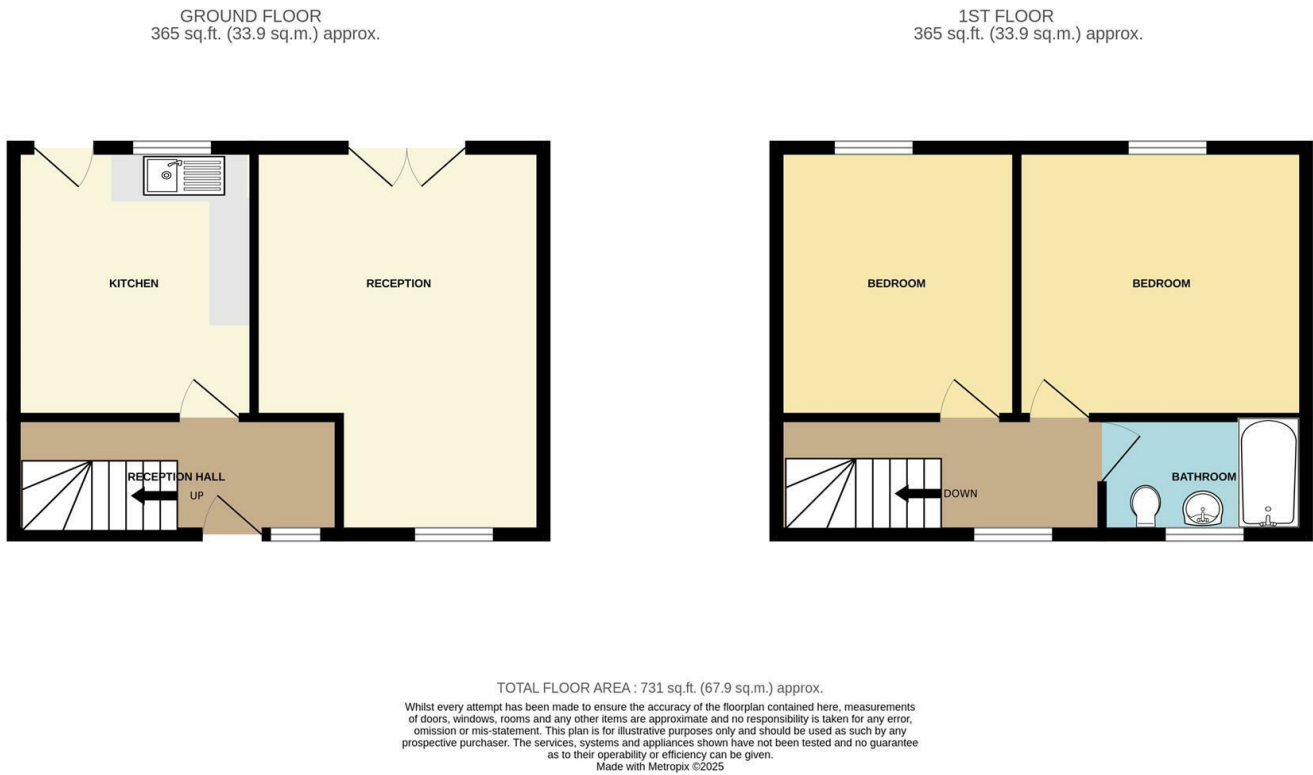 GROUND FLOOR
365 sq.ft. (33.9 sq.m.) approx.
1ST FLOOR
365 sq.ft. (33.9 sq.m.) approx.
KITCHEN
RECEPTION
BEDROOM
BEDROOM
RECEPTION HALL
UP
DOWN
BATHROOM
TOTAL FLOOR AREA : 731 sq.ft. (67.9 sq.m.) approx.
Whilst every attempt has been made to ensure the accuracy of the floorplan contained here, measurements
of doors, windows, rooms and any other items are approximate and no responsibility is taken for any error,
omission or mis-statement. This plan is for illustrative purposes only and should be used as such by any
prospective purchaser. The services, systems and appliances shown have not been tested and no guarantee
as to their operability or efficiency can be given.
Made with Metropix ©2025